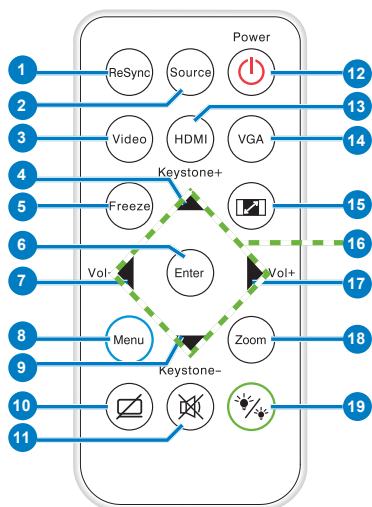 Power
1
ReSync
Source
12
2
13
3
Video
HDMI
VGA
14
4
Keystone+
5
Freeze
15
6
16
7
Vol-
Enter
Vol+
17
8
Menu
Zoom
18
9
Keystone–
10
19
11